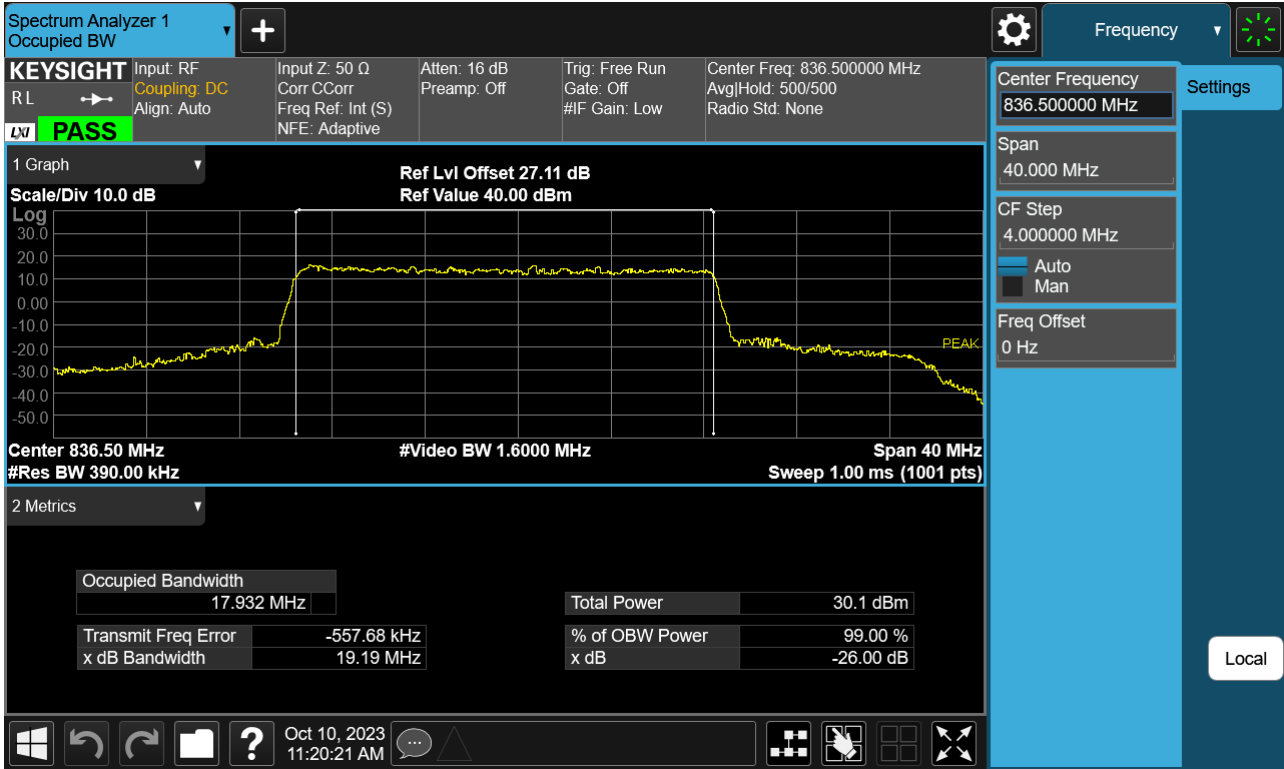 Spectrum Analyzer 1
Occupied BW
Frequency
KEYSIGHT
R L
LXI PASS
Input: RF
Coupling: DC
Align: Auto
Input Z: 50 Ω
Corr CCorr
Freq Ref: Int (S)
NFE: Adaptive
Atten: 16 dB
Preamp: Off
Trig: Free Run
Gate: Off
#IF Gain: Low
Center Freq: 836.500000 MHz
Avg|Hold: 500/500
Radio Std: None
Center Frequency
836.500000 MHz
Settings
Span
40.000 MHz
CF Step
4.000000 MHz
Auto
Man
Freq Offset
0 Hz
Local
1 Graph
Ref Lvl Offset 27.11 dB
Scale/Div 10.0 dB
Ref Value 40.00 dBm
Log
30.0
20.0
10.0
0.00
-10.0
-20.0
-30.0
-40.0
-50.0
PEAK
Center 836.50 MHz
#Video BW 1.6000 MHz
Span 40 MHz
#Res BW 390.00 kHz
Sweep 1.00 ms (1001 pts)
2 Metrics
Occupied Bandwidth
17.932 MHz
Total Power 30.1 dBm
Transmit Freq Error -557.68 kHz
% of OBW Power 99.00 %
x dB Bandwidth 19.19 MHz
x dB -26.00 dB
?
Oct 10, 2023
11:20:21 AM